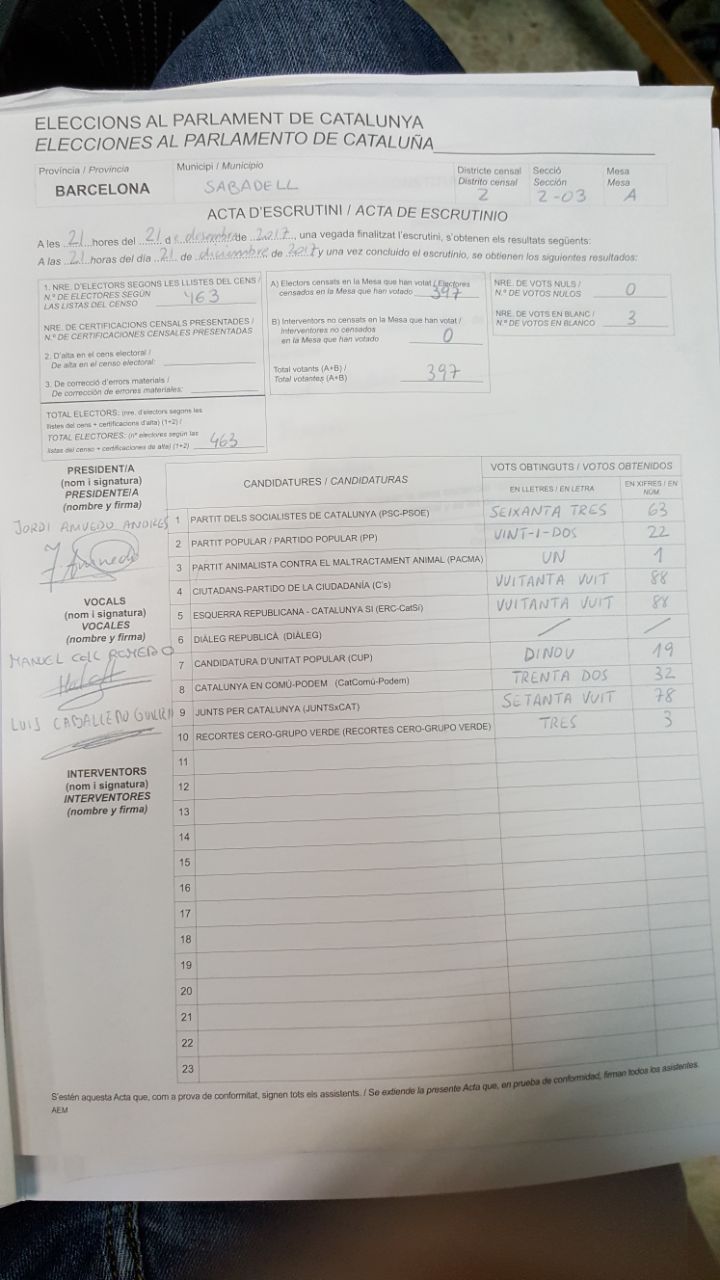 ELECCIONS AL PARLAMENT DE CATALUNYA
ELECCIONES AL PARLAMENTO DE CATALUÑA
Província / Provincia
BARCELONA
Municipi / Municipio
SABADELL
Districte censal
Distrito censal
2
Secció
Sección
2-03
Mesa
Mesa
A
ACTA D'ESCRUTINI / ACTA DE ESCRUTINIO
A les 21 hores del 21 de desembre de 2017, una vegada finalitzat l'escrutini, s'obtenen els resultats següents:
A las 21 horas del día 21 de diciembre de 2017 y una vez concluido el escrutinio, se obtienen los siguientes resultados:
1. NRE. D'ELECTORS SEGONS LES LLISTES DEL CENS /
N.º DE ELECTORES SEGÚN
LAS LISTAS DEL CENSO 463
NRE. DE CERTIFICACIONS CENSALS PRESENTADES /
N.º DE CERTIFICACIONES CENSALES PRESENTADAS
2. D'alta en el cens electoral /
De alta en el censo electoral:
3. De correcció d'errors materials /
De corrección de errores materiales:
TOTAL ELECTORS: (nre. d'electors segons les
llistes del cens + certificacions d'alta) (1+2) /
TOTAL ELECTORES: (nº electores según las
listas del censo + certificaciones de alta) (1+2) 463
A) Electors censats en la Mesa que han votat / Electores
censados en la Mesa que han votado 397
B) Interventors no censats en la Mesa que han votat /
Interventores no censados
en la Mesa que han votado 0
Total votants (A+B) /
Total votantes (A+B) 397
NRE. DE VOTS NULS /
N.º DE VOTOS NULOS 0
NRE. DE VOTS EN BLANC /
N.º DE VOTOS EN BLANCO 3
PRESIDENT/A
(nom i signatura)
PRESIDENTE/A
(nombre y firma)
JORDI AMUEDO ANDRES
VOCALS
(nom i signatura)
VOCALES
(nombre y firma)
MANUEL COLL ROMERO
LUIS CABALLERO
INTERVENTORS
(nom i signatura)
INTERVENTORES
(nombre y firma)
CANDIDATURES / CANDIDATURAS
VOTS OBTINGUTS / VOTOS OBTENIDOS
EN LLETRES / EN LETRA
EN XIFRES / EN NÚM.
1 PARTIT DELS SOCIALISTES DE CATALUNYA (PSC-PSOE) SEIXANTA TRES 63
2 PARTIT POPULAR / PARTIDO POPULAR (PP) VINT-I-DOS 22
3 PARTIT ANIMALISTA CONTRA EL MALTRACTAMENT ANIMAL (PACMA) UN 1
4 CIUTADANS-PARTIDO DE LA CIUDADANÍA (C's) VUITANTA VUIT 88
5 ESQUERRA REPUBLICANA - CATALUNYA SI (ERC-CatSí) VUITANTA VUIT 88
6 DIÀLEG REPUBLICÀ (DIÀLEG) / /
7 CANDIDATURA D'UNITAT POPULAR (CUP) DINOU 19
8 CATALUNYA EN COMÚ-PODEM (CatComú-Podem) TRENTA DOS 32
9 JUNTS PER CATALUNYA (JUNTSxCAT) SETANTA VUIT 78
10 RECORTES CERO-GRUPO VERDE (RECORTES CERO-GRUPO VERDE) TRES 3
11
12
13
14
15
16
17
18
19
20
21
22
23
S'estén aquesta Acta que, com a prova de conformitat, signen tots els assistents. / Se extiende la presente Acta que, en prueba de conformidad, firman todos los asistentes.
AEM